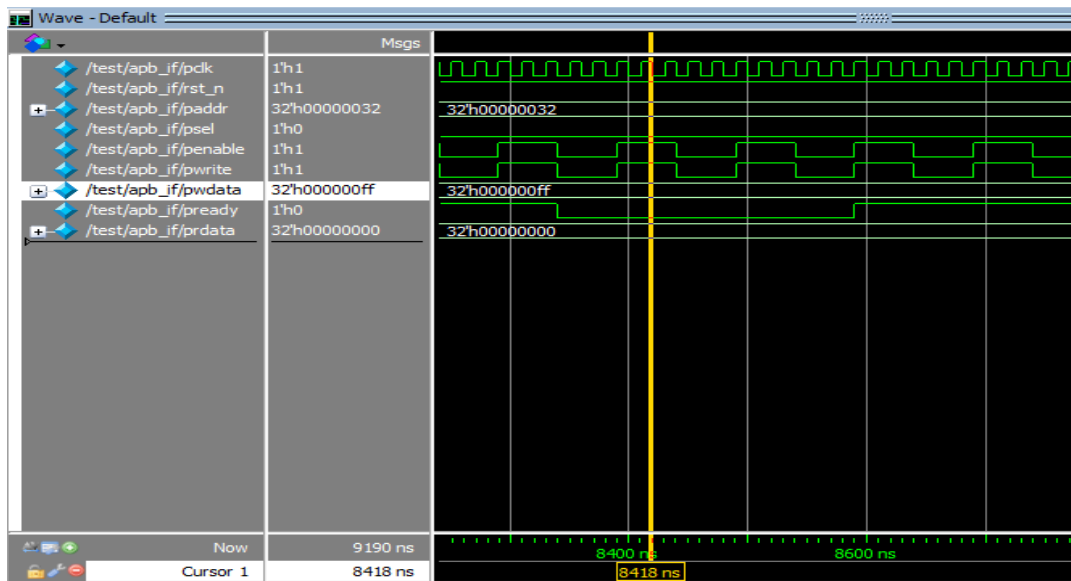 Wave - Default
Msgs
/test/apb_if/pclk 1'h1
/test/apb_if/rst_n 1'h1
/test/apb_if/paddr 32'h00000032 32'h00000032
/test/apb_if/psel 1'h0
/test/apb_if/penable 1'h1
/test/apb_if/pwrite 1'h1
/test/apb_if/pwdata 32'h000000ff 32'h000000ff
/test/apb_if/pready 1'h0
/test/apb_if/prdata 32'h00000000 32'h00000000
Now 9190 ns 8400 ns 8600 ns
Cursor 1 8418 ns 8418 ns